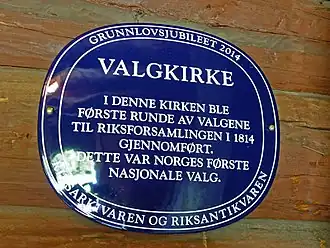 GRUNNLOVSJUBILEET 2014
VALGKIRKE
I DENNE KIRKEN BLE
FØRSTE RUNDE AV VALGENE
TIL RIKSFORSAMLINGEN I 1814
GJENNOMFØRT.
DETTE VAR NORGES FØRSTE
NASJONALE VALG.
OG RIKSANTIKVAREN